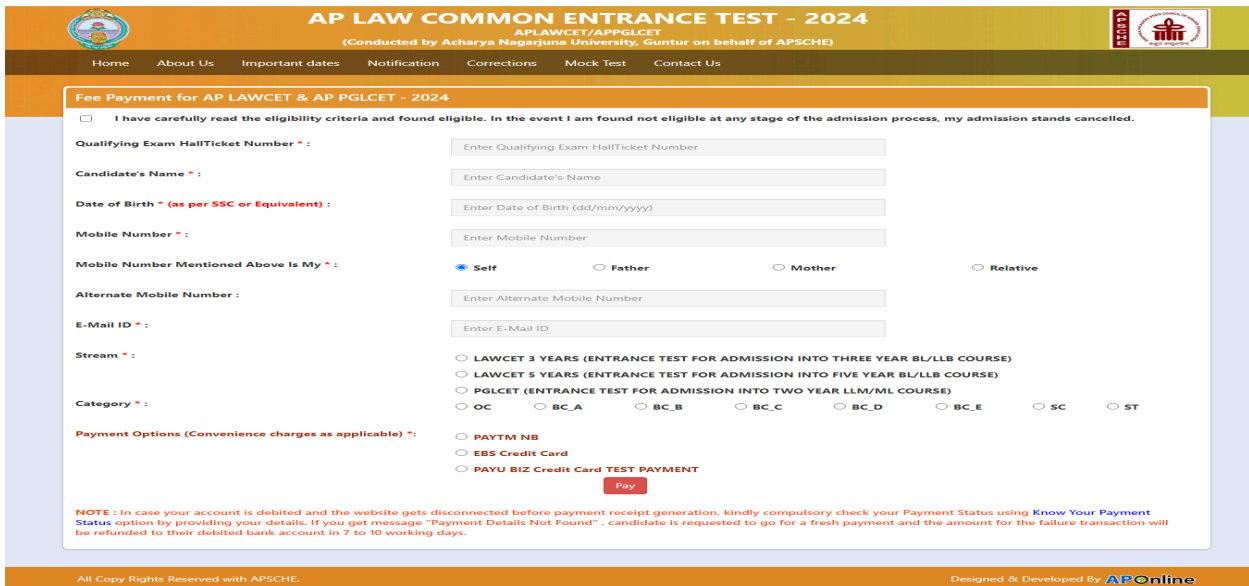 AP LAW COMMON ENTRANCE TEST - 2024
APLAWCET/APPGLCET
(Conducted by Acharya Nagarjuna University, Guntur on behalf of APSCHE)
APSCHE
Home About Us Important dates Notification Corrections Mock Test Contact Us
Fee Payment for AP LAWCET & AP PGLCET - 2024
I have carefully read the eligibility criteria and found eligible. In the event I am found not eligible at any stage of the admission process, my admission stands cancelled.
Qualifying Exam HallTicket Number * : Enter Qualifying Exam HallTicket Number
Candidate's Name * : Enter Candidate's Name
Date of Birth * (as per SSC or Equivalent) : Enter Date of Birth (dd/mm/yyyy)
Mobile Number * : Enter Mobile Number
Mobile Number Mentioned Above Is My * : Self Father Mother Relative
Alternate Mobile Number : Enter Alternate Mobile Number
E-Mail ID * : Enter E-Mail ID
Stream * : LAWCET 3 YEARS (ENTRANCE TEST FOR ADMISSION INTO THREE YEAR BL/LLB COURSE)
LAWCET 5 YEARS (ENTRANCE TEST FOR ADMISSION INTO FIVE YEAR BL/LLB COURSE)
PGLCET (ENTRANCE TEST FOR ADMISSION INTO TWO YEAR LLM/ML COURSE)
Category * : OC BC_A BC_B BC_C BC_D BC_E SC ST
Payment Options (Convenience charges as applicable) *: PAYTM NB
EBS Credit Card
PAYU BIZ Credit Card TEST PAYMENT
Pay
NOTE : In case your account is debited and the website gets disconnected before payment receipt generation, kindly compulsory check your Payment Status using Know Your Payment
Status option by providing your details. If you get message "Payment Details Not Found" , candidate is requested to go for a fresh payment and the amount for the failure transaction will
be refunded to their debited bank account in 7 to 10 working days.
All Copy Rights Reserved with APSCHE. Designed & Developed By APOnline